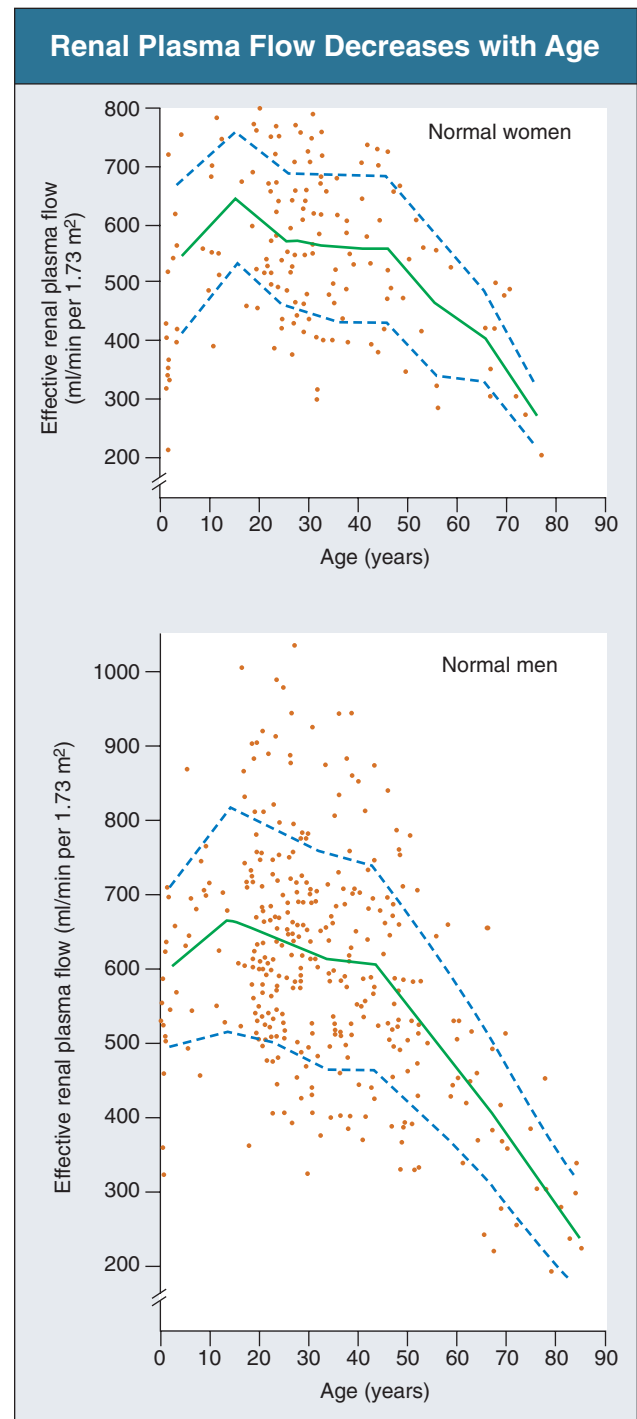 Renal Plasma Flow Decreases with Age
Normal women
Effective renal plasma flow
(ml/min per 1.73 m²)
800
700
600
500
400
300
200
0 10 20 30 40 50 60 70 80 90
Age (years)
Normal men
Effective renal plasma flow (ml/min per 1.73 m²)
1000
900
800
700
600
500
400
300
200
0 10 20 30 40 50 60 70 80 90
Age (years)